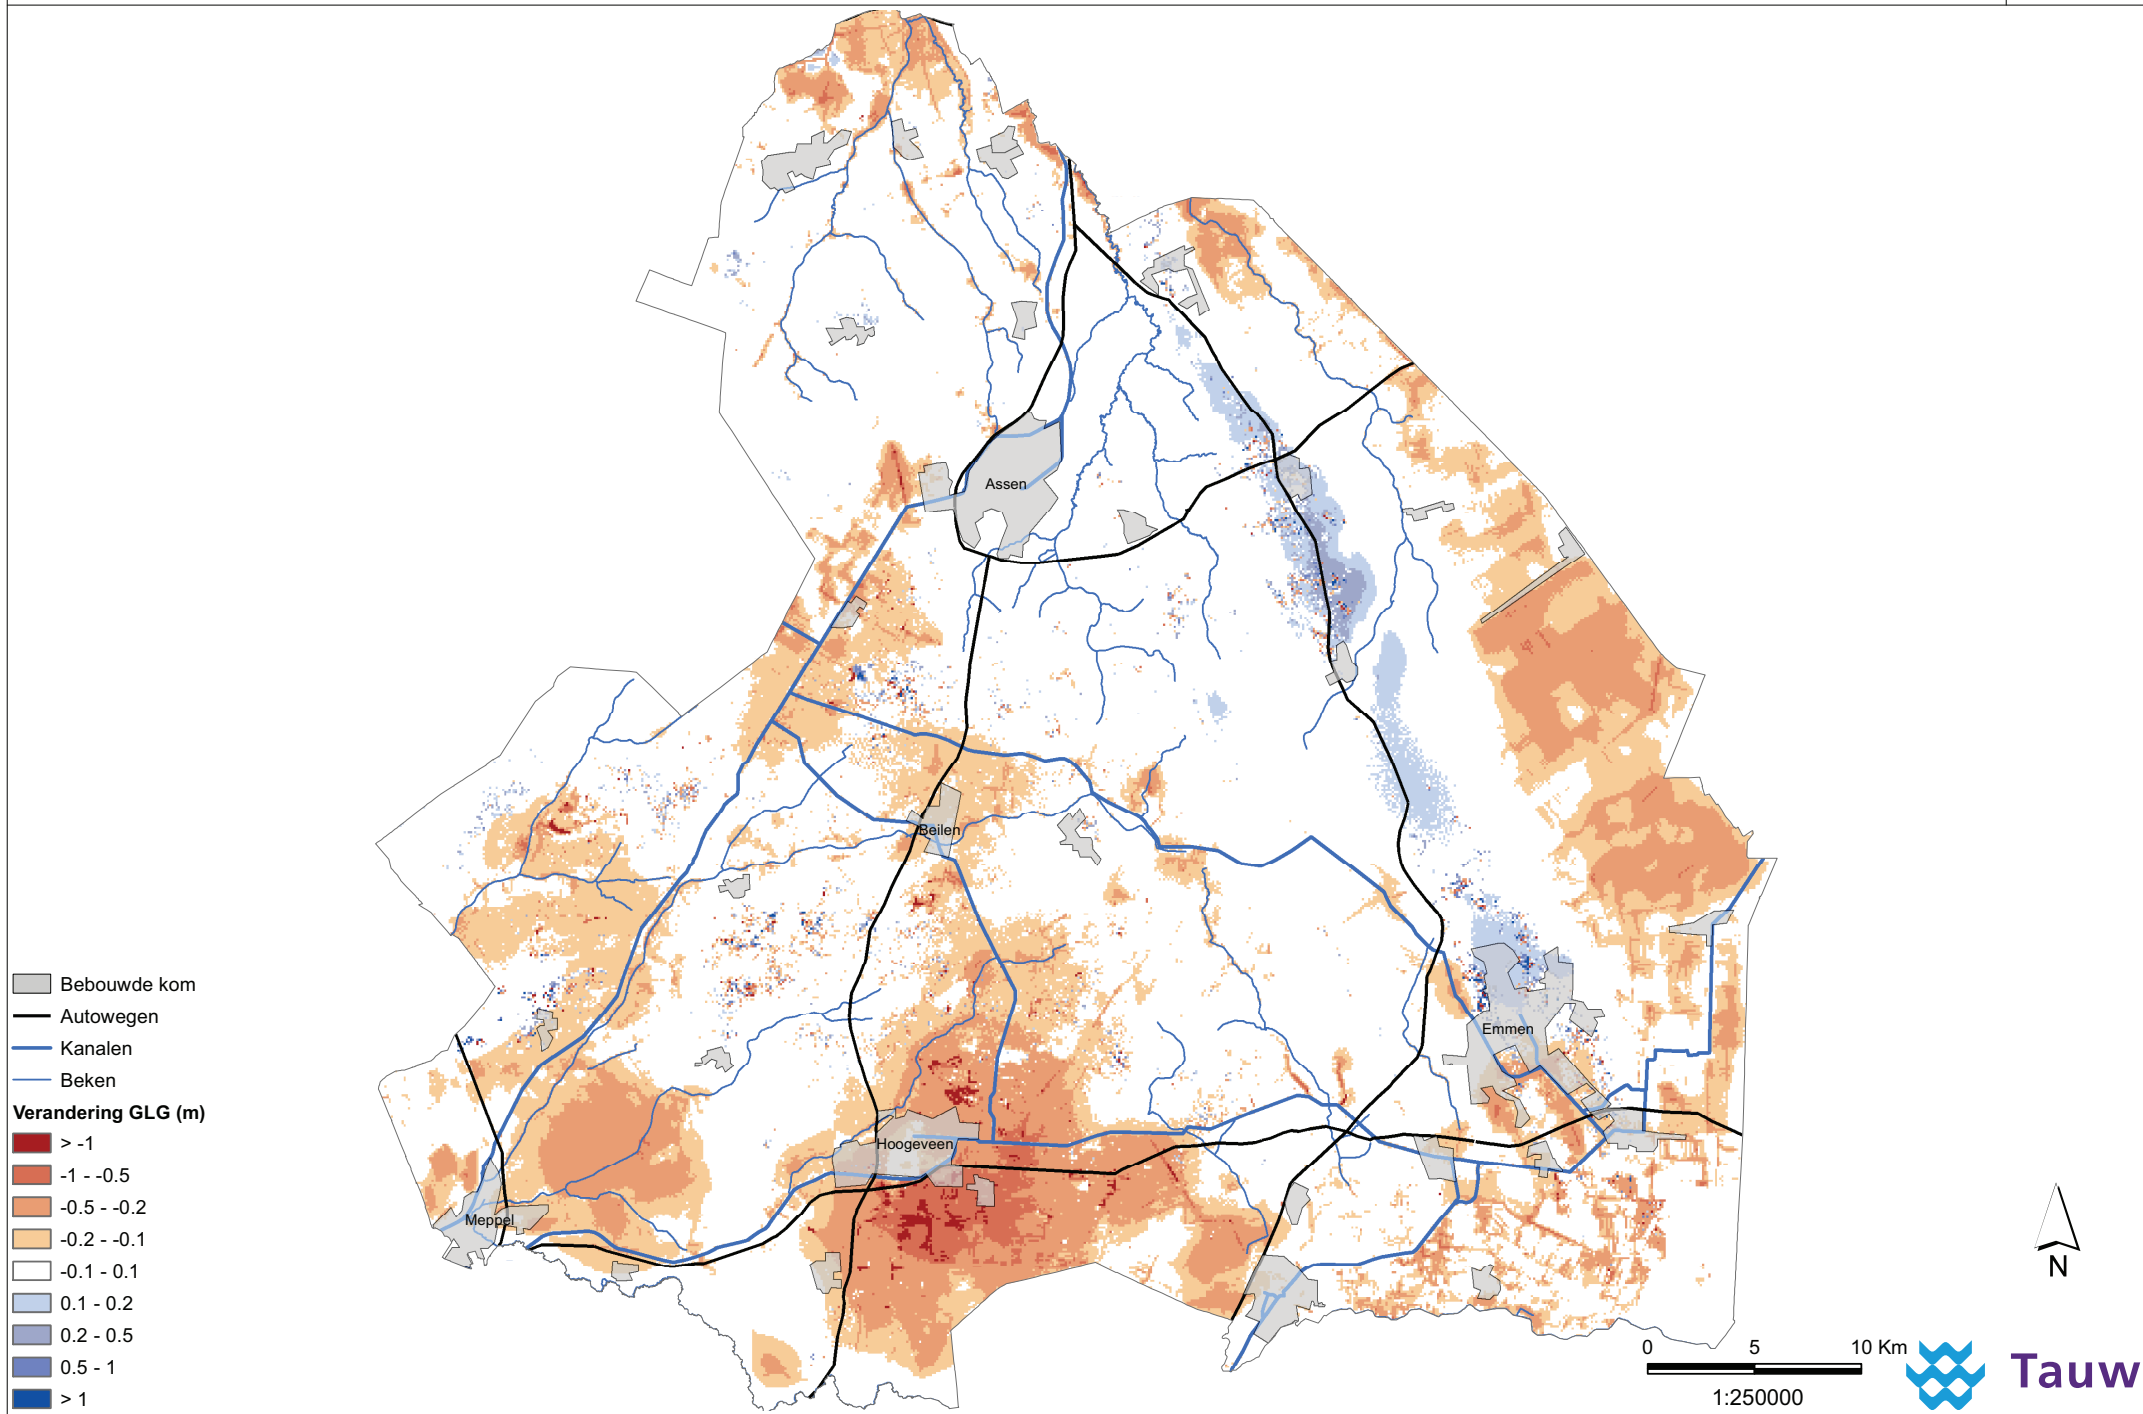 Assen
Beilen
Emmen
Hoogeveen
Meppel
Bebouwde kom
Autowegen
Kanalen
Beken
Verandering GLG (m)
> -1
-1 - -0.5
-0.5 - -0.2
-0.2 - -0.1
-0.1 - 0.1
0.1 - 0.2
0.2 - 0.5
0.5 - 1
> 1
N
0 5 10 Km
1:250000
Tauw